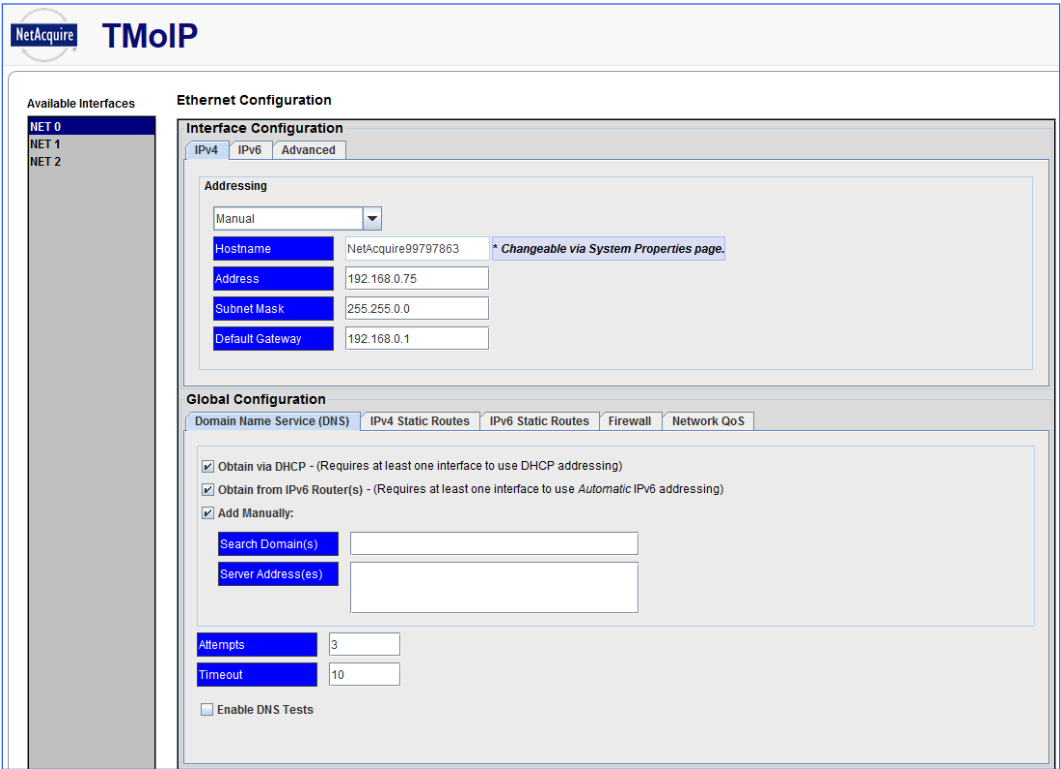 NetAcquire
TMoIP
Available Interfaces
NET 0
NET 1
NET 2
Ethernet Configuration
Interface Configuration
IPv4 IPv6 Advanced
Addressing
Manual
Hostname NetAcquire99797863 * Changeable via System Properties page.
Address 192.168.0.75
Subnet Mask 255.255.0.0
Default Gateway 192.168.0.1
Global Configuration
Domain Name Service (DNS) IPv4 Static Routes IPv6 Static Routes Firewall Network QoS
Obtain via DHCP - (Requires at least one interface to use DHCP addressing)
Obtain from IPv6 Router(s) - (Requires at least one interface to use Automatic IPv6 addressing)
Add Manually:
Search Domain(s)
Server Address(es)
Attempts 3
Timeout 10
Enable DNS Tests